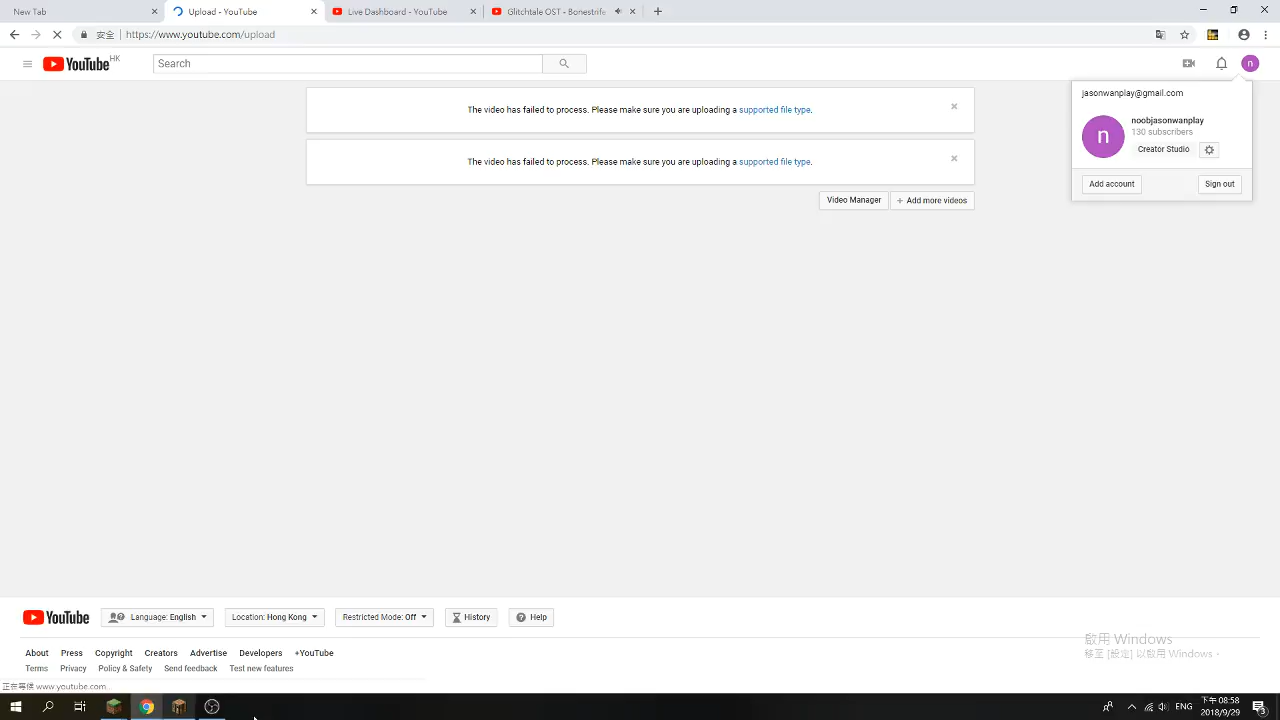 New Tab
Upload - YouTube
Live Dashboard - YouTube
Glitchtale OST - Bonestrife
安全
https://www.youtube.com/upload
YouTube HK
Search
n
jasonwanplay@gmail.com
n
noobjasonwanplay
130 subscribers
Creator Studio
Add account
Sign out
The video has failed to process. Please make sure you are uploading a supported file type.
The video has failed to process. Please make sure you are uploading a supported file type.
Video Manager
+ Add more videos
YouTube
Language: English
Location: Hong Kong
Restricted Mode: Off
History
Help
About Press Copyright Creators Advertise Developers +YouTube
Terms Privacy Policy & Safety Send feedback Test new features
啟用 Windows
移至 [設定] 以啟用 Windows。
正在等候 www.youtube.com...
ENG
下午 08:58
2018/9/29